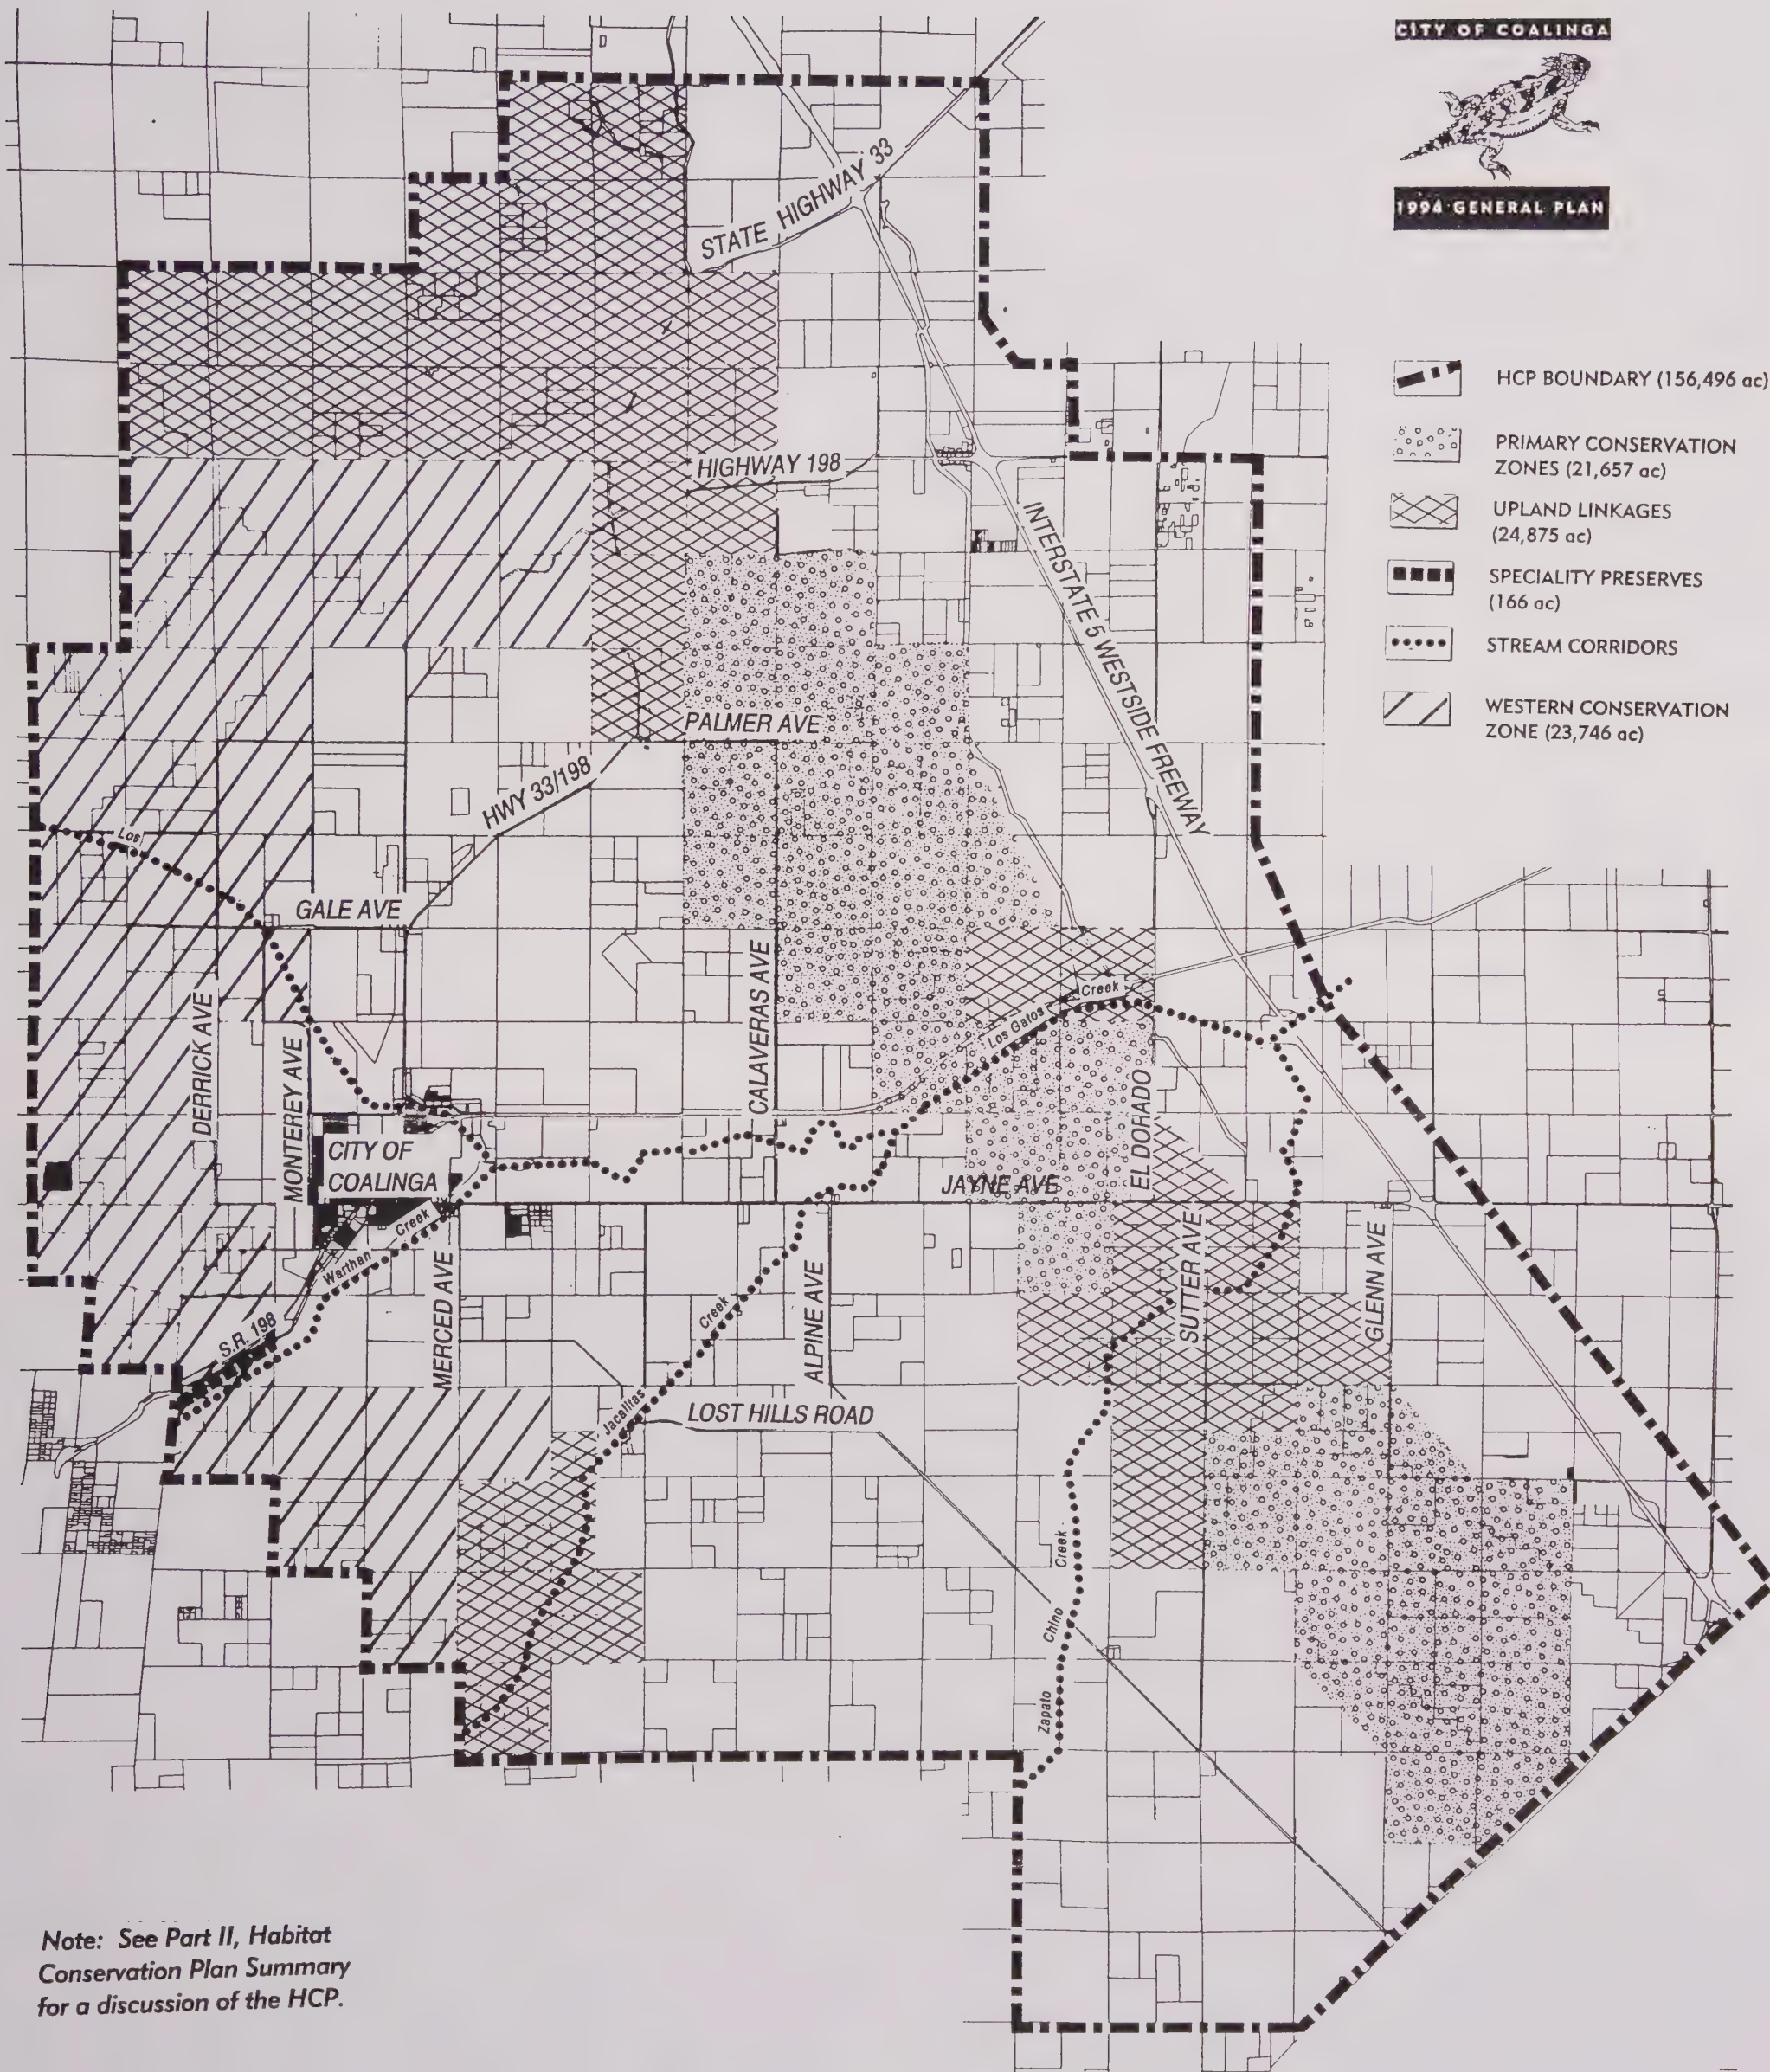 CITY OF COALINGA
1994 GENERAL PLAN
HCP BOUNDARY (156,496 ac)
PRIMARY CONSERVATION
ZONES (21,657 ac)
UPLAND LINKAGES
(24,875 ac)
SPECIALITY PRESERVES
(166 ac)
STREAM CORRIDORS
WESTERN CONSERVATION
ZONE (23,746 ac)
STATE HIGHWAY 33
HIGHWAY 198
INTERSTATE 5 WESTSIDE FREEWAY
PALMER AVE
HWY 33/198
Los
GALE AVE
DERRICK AVE
MONTEREY AVE
CALAVERAS AVE
Los Gatos
Creek
EL DORADO
CITY OF
COALINGA
JAYNE AVE
Warthan
Creek
SUTTER AVE
GLENN AVE
MERCED AVE
ALPINE AVE
S.R. 198
Jacalitas
Creek
LOST HILLS ROAD
Zapato
Chino
Creek
Note: See Part II, Habitat
Conservation Plan Summary
for a discussion of the HCP.